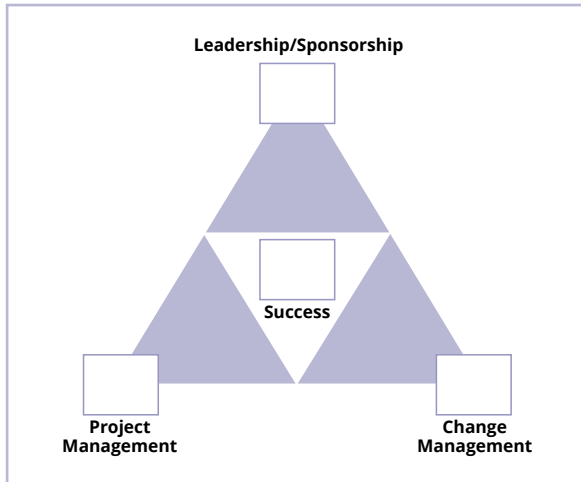 Leadership/Sponsorship
Success
Project
Management
Change
Management